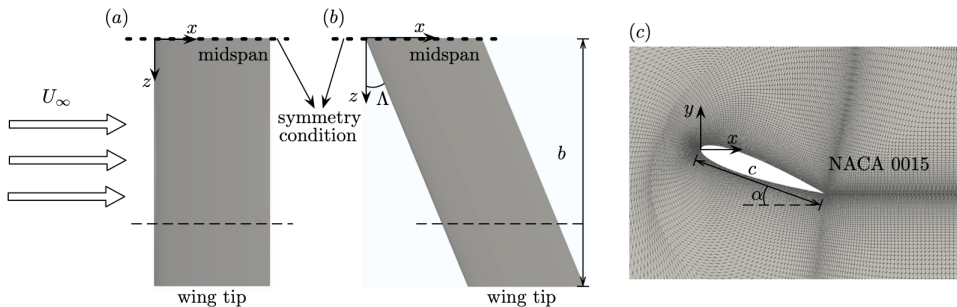 (a)
x
midspan
z
U∞
symmetry
condition
wing tip
(b)
x
midspan
z
Λ
b
wing tip
(c)
y
x
c
α
NACA 0015